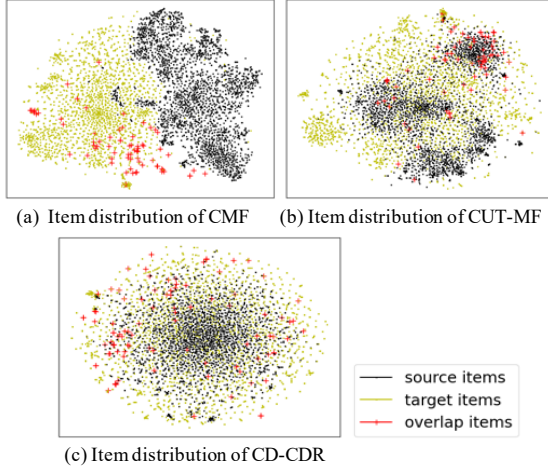 (a) Item distribution of CMF
(b) Item distribution of CUT-MF
source items
target items
overlap items
(c) Item distribution of CD-CDR